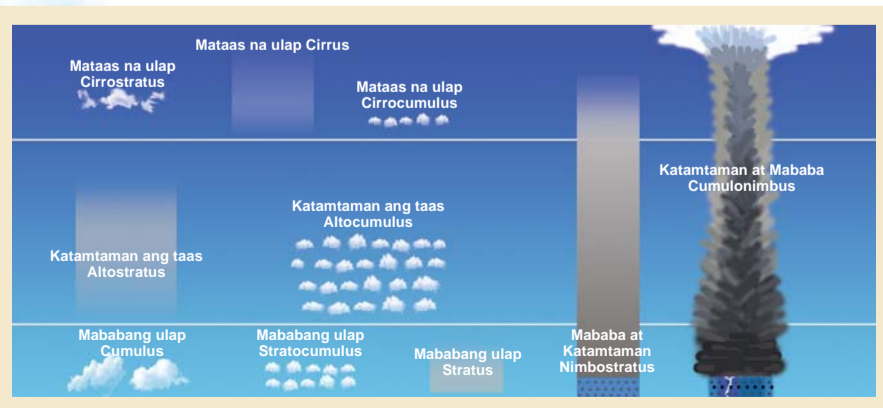 Mataas na ulap Cirrus
Mataas na ulap
Cirrostratus
Mataas na ulap
Cirrocumulus
Katamtaman at Mababa
Cumulonimbus
Katamtaman ang taas
Altocumulus
Katamtaman ang taas
Altostratus
Mababang ulap
Cumulus
Mababang ulap
Stratocumulus
Mababang ulap
Stratus
Mababa at
Katamtaman
Nimbostratus